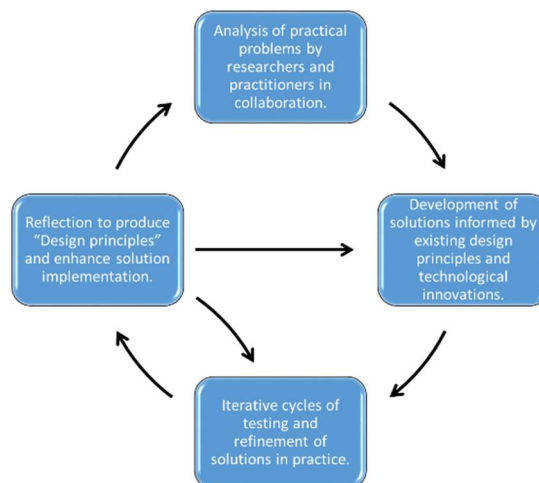 Analysis of practical
problems by
researchers and
practitioners in
collaboration.
Reflection to produce
“Design principles”
and enhance solution
implementation.
Development of
solutions informed by
existing design
principles and
technological
innovations.
Iterative cycles of
testing and
refinement of
solutions in practice.